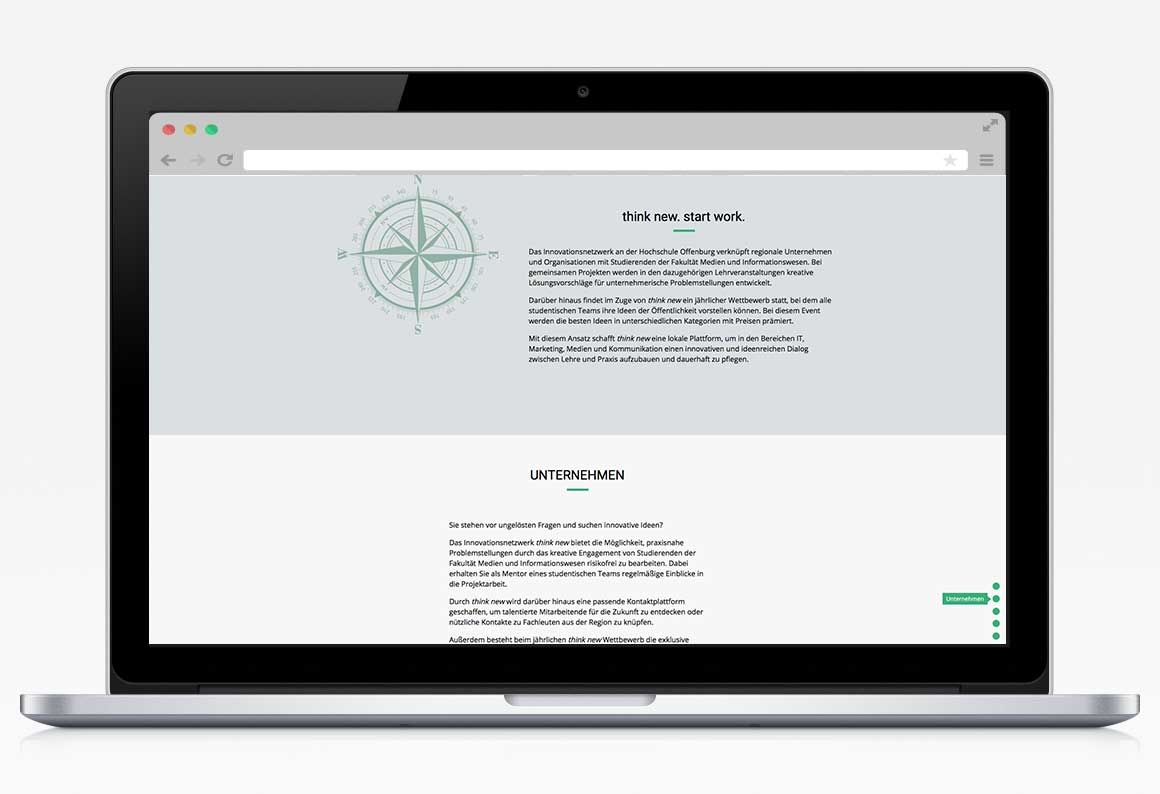 N
W
E
S
think new. start work.
Das Innovationsnetzwerk an der Hochschule Offenburg verknüpft regionale Unternehmen
und Organisationen mit Studierenden der Fakultät Medien und Informationswesen. Bei
gemeinsamen Projekten werden in den dazugehörigen Lehrveranstaltungen kreative
Lösungsvorschläge für unternehmerische Problemstellungen entwickelt.
Darüber hinaus findet im Zuge von think new ein jährlicher Wettbewerb statt, bei dem alle
studentischen Teams ihre Ideen der Öffentlichkeit vorstellen können. Bei diesem Event
werden die besten Ideen in unterschiedlichen Kategorien mit Preisen prämiert.
Mit diesem Ansatz schafft think new eine lokale Plattform, um in den Bereichen IT,
Marketing, Medien und Kommunikation einen innovativen und ideenreichen Dialog
zwischen Lehre und Praxis aufzubauen und dauerhaft zu pflegen.
UNTERNEHMEN
Sie stehen vor ungelösten Fragen und suchen innovative Ideen?
Das Innovationsnetzwerk think new bietet die Möglichkeit, praxisnahe
Problemstellungen durch das kreative Engagement von Studierenden der
Fakultät Medien und Informationswesen risikofrei zu bearbeiten. Dabei
erhalten Sie als Mentor eines studentischen Teams regelmäßige Einblicke in
die Projektarbeit.
Durch think new wird darüber hinaus eine passende Kontaktplattform
geschaffen, um talentierte Mitarbeitende für die Zukunft zu entdecken oder
nützliche Kontakte zu Fachleuten aus der Region zu knüpfen.
Außerdem besteht beim jährlichen think new Wettbewerb die exklusive
Unternehmen